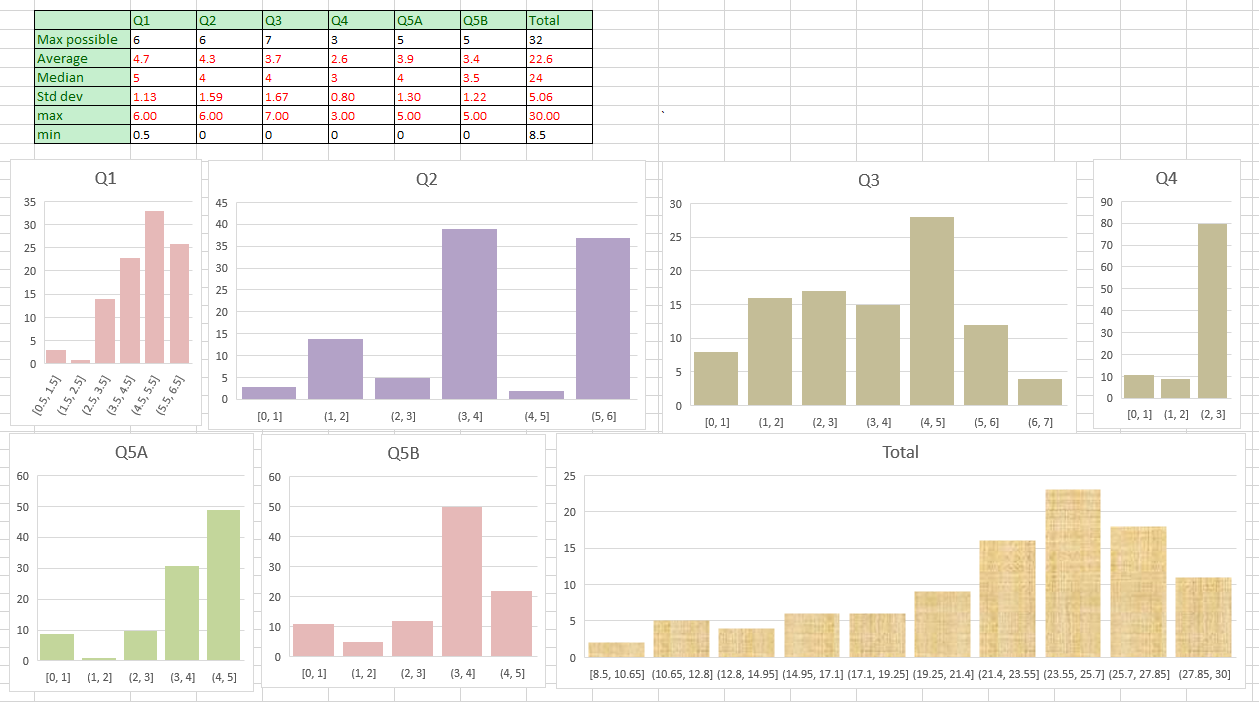 Q1 Q2 Q3 Q4 Q5A Q5B Total
Max possible 6 6 7 3 5 5 32
Average 4.7 4.3 3.7 2.6 3.9 3.4 22.6
Median 5 4 4 3 4 3.5 24
Std dev 1.13 1.59 1.67 0.80 1.30 1.22 5.06
max 6.00 6.00 7.00 3.00 5.00 5.00 30.00
min 0.5 0 0 0 0 0 8.5
Q1
35
30
25
20
15
10
5
0
[0.5, 1.5] (1.5, 2.5] (2.5, 3.5] (3.5, 4.5] (4.5, 5.5] (5.5, 6.5]
Q2
45
40
35
30
25
20
15
10
5
0
[0, 1] (1, 2] (2, 3] (3, 4] (4, 5] (5, 6]
Q3
30
25
20
15
10
5
0
[0, 1] (1, 2] (2, 3] (3, 4] (4, 5] (5, 6] (6, 7]
Q4
90
80
70
60
50
40
30
20
10
0
[0, 1] (1, 2] (2, 3]
Q5A
60
50
40
30
20
10
0
[0, 1] (1, 2] (2, 3] (3, 4] (4, 5]
Q5B
60
50
40
30
20
10
0
[0, 1] (1, 2] (2, 3] (3, 4] (4, 5]
Total
25
20
15
10
5
0
[8.5, 10.65] (10.65, 12.8] (12.8, 14.95] (14.95, 17.1] (17.1, 19.25] (19.25, 21.4] (21.4, 23.55] (23.55, 25.7] (25.7, 27.85] (27.85, 30]